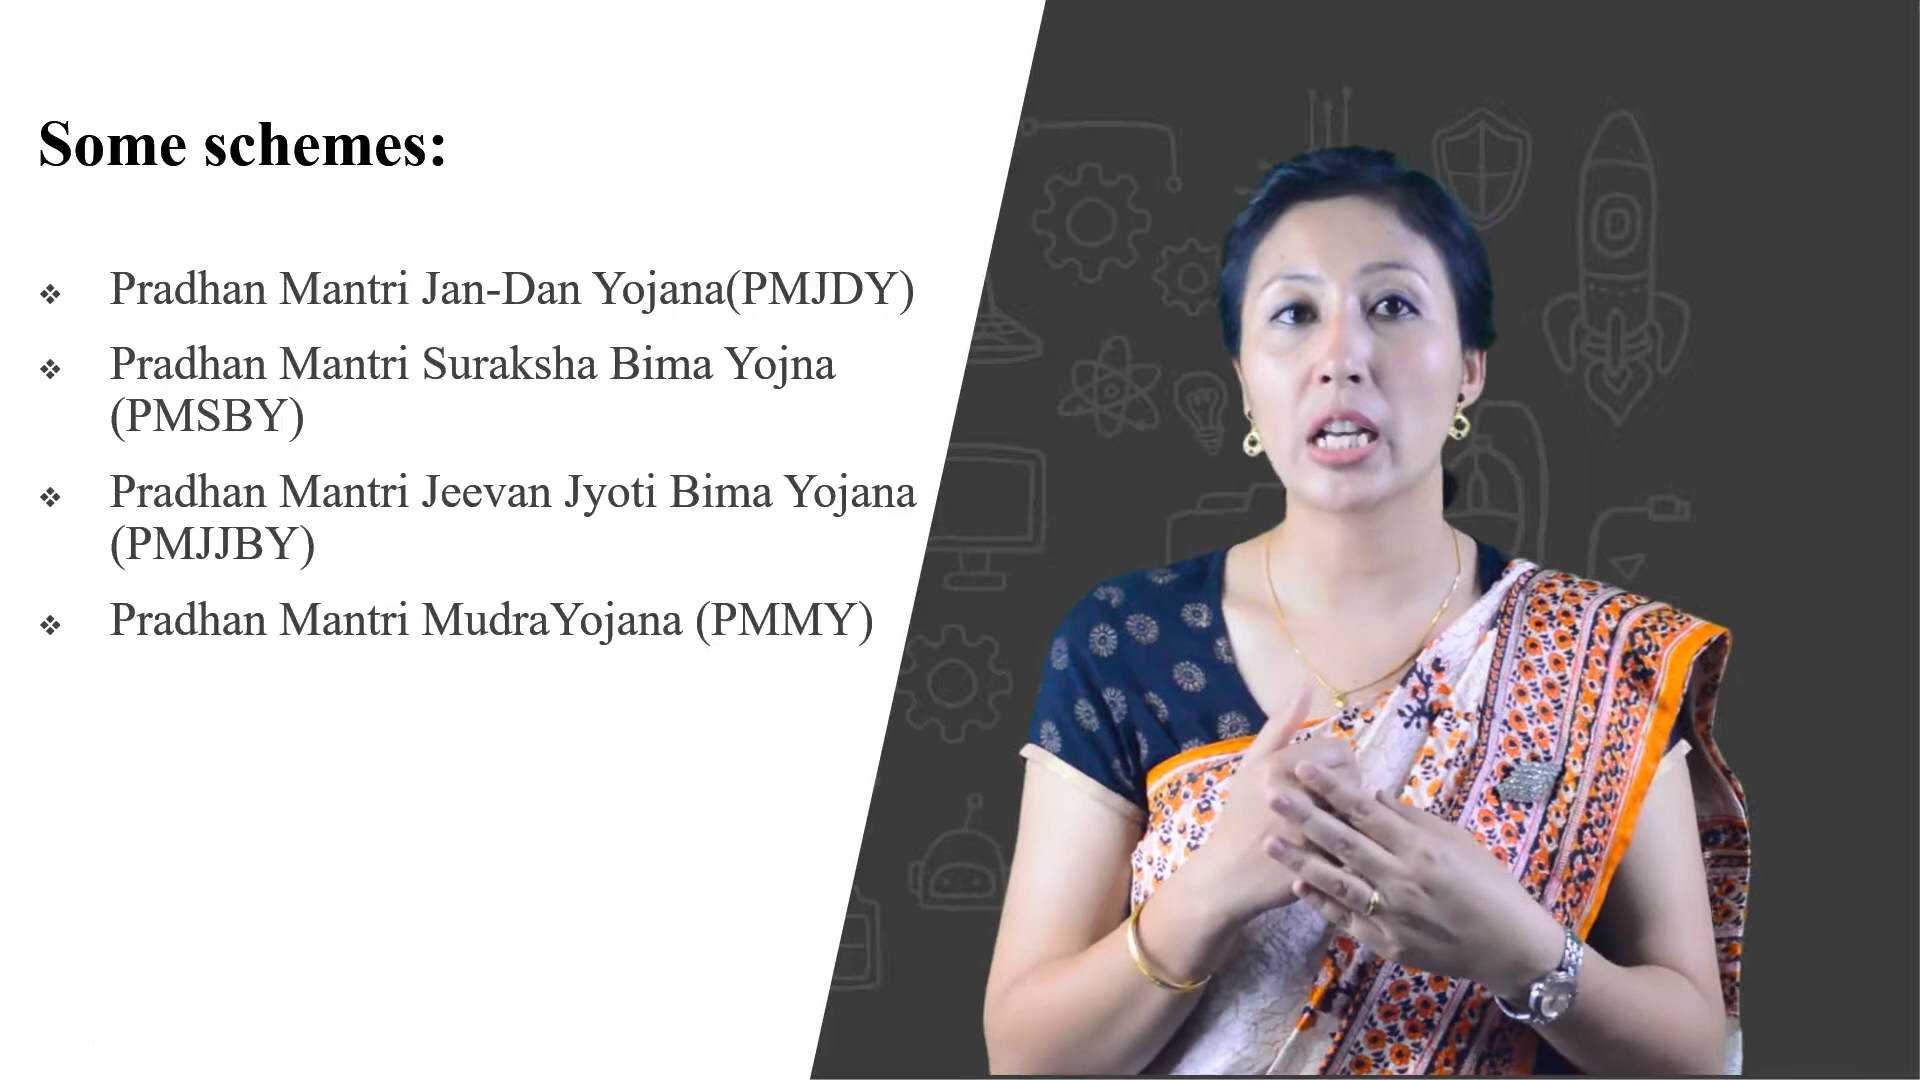 Some schemes:
❖ Pradhan Mantri Jan-Dan Yojana(PMJDY)
❖ Pradhan Mantri Suraksha Bima Yojna
(PMSBY)
❖ Pradhan Mantri Jeevan Jyoti Bima Yojana
(PMJJBY)
❖ Pradhan Mantri MudraYojana (PMMY)